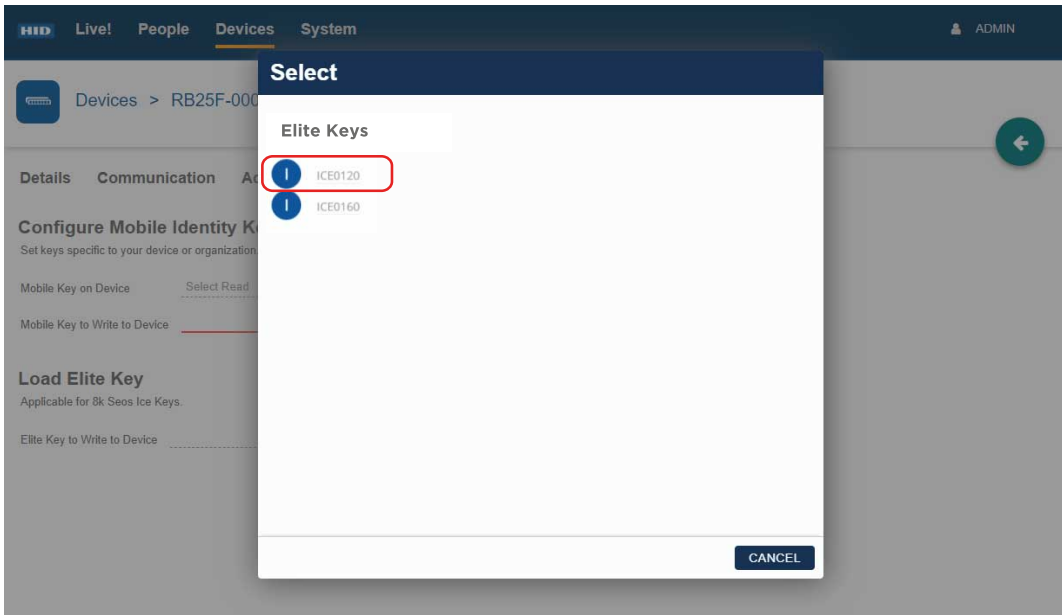 HID Live! People Devices System ADMIN
Select
Devices > RB25F-000
Elite Keys
I ICE0120
Details Communication
I ICE0160
Configure Mobile Identity
Set keys specific to your device or organization
Mobile Key on Device Select Read
Mobile Key to Write to Device
Load Elite Key
Applicable for 8k Seos Ice Keys.
Elite Key to Write to Device
CANCEL